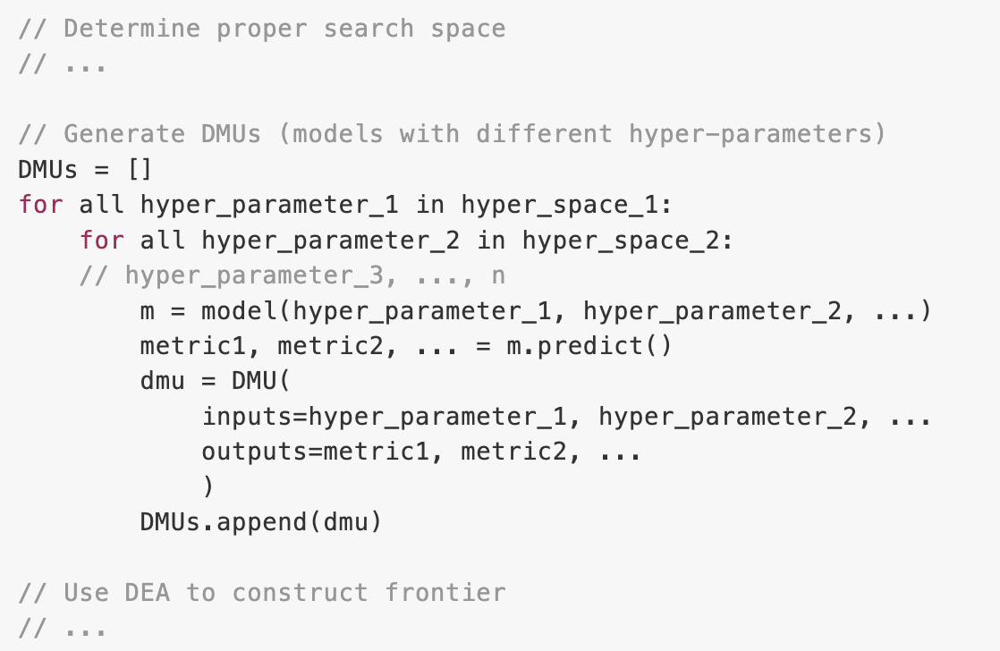 // Determine proper search space
// ...
// Generate DMUs (models with different hyper-parameters)
DMUs = []
for all hyper_parameter_1 in hyper_space_1:
    for all hyper_parameter_2 in hyper_space_2:
    // hyper_parameter_3, ..., n
        m = model(hyper_parameter_1, hyper_parameter_2, ...)
        metric1, metric2, ... = m.predict()
        dmu = DMU(
            inputs=hyper_parameter_1, hyper_parameter_2, ...
            outputs=metric1, metric2, ...
            )
        DMUs.append(dmu)
// Use DEA to construct frontier
// ...